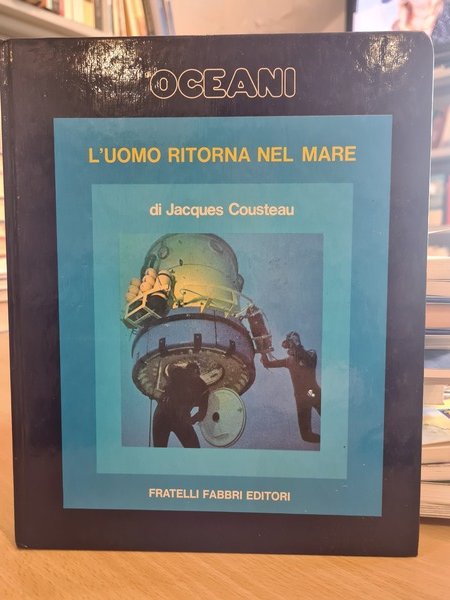 OCEANI
L'UOMO RITORNA NEL MARE
di Jacques Cousteau
FRATELLI FABBRI EDITORI